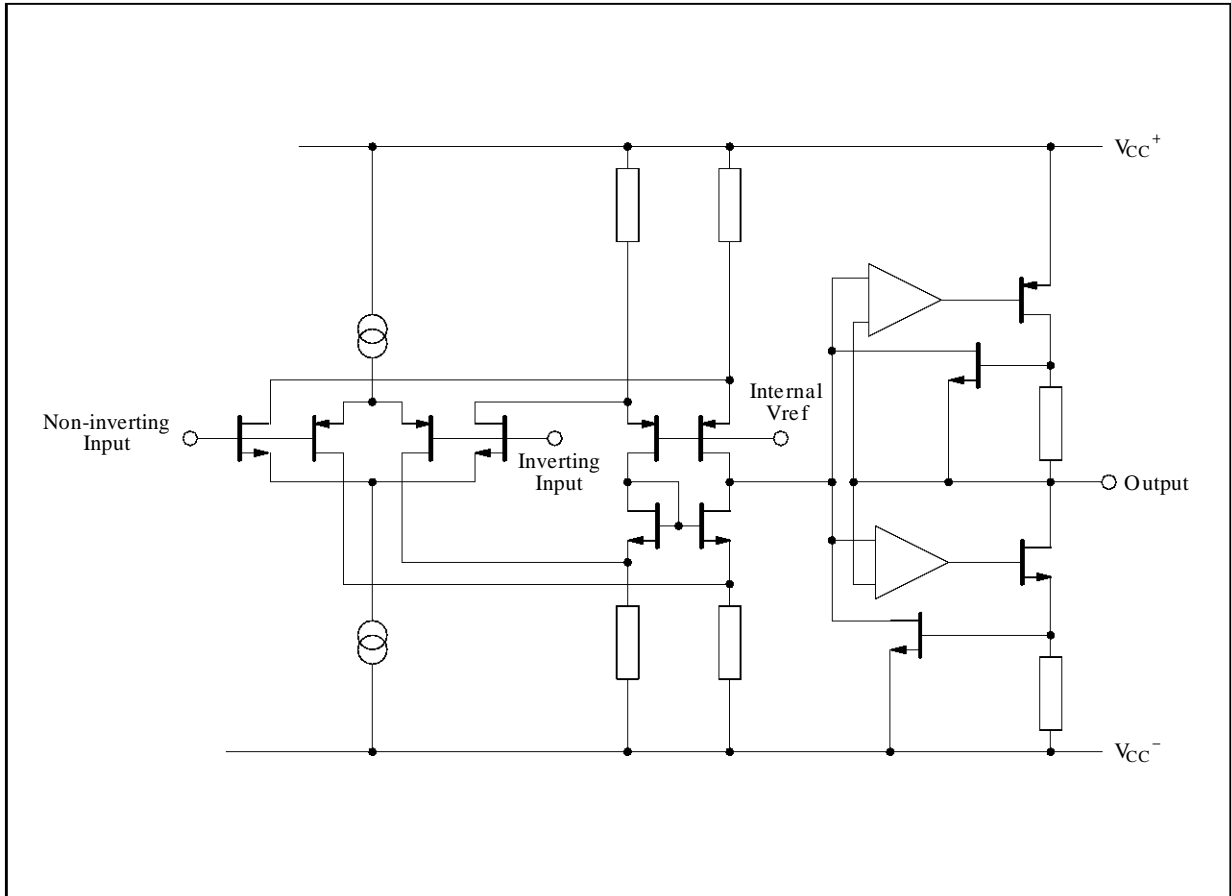 VCC+
Internal
Vref
Non-inverting
Input
Inverting
Input
Output
VCC−